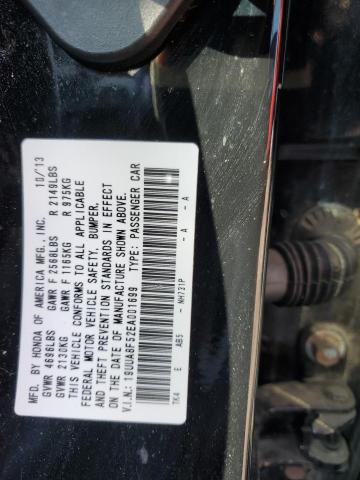 MFD. BY HONDA OF AMERICA MFG., INC. 10/13
GVWR 4696LBS GAWR F 2568LBS R 2149LBS
GVWR 2130KG GAWR F 1165KG R 975KG
THIS VEHICLE CONFORMS TO ALL APPLICABLE
FEDERAL MOTOR VEHICLE SAFETY, BUMPER,
AND THEFT PREVENTION STANDARDS IN EFFECT
ON THE DATE OF MANUFACTURE SHOWN ABOVE.
V.I.N.: 19UUA8F52EA001699 TYPE: PASSENGER CAR
TK4 E AB5 - NH731P - A - A